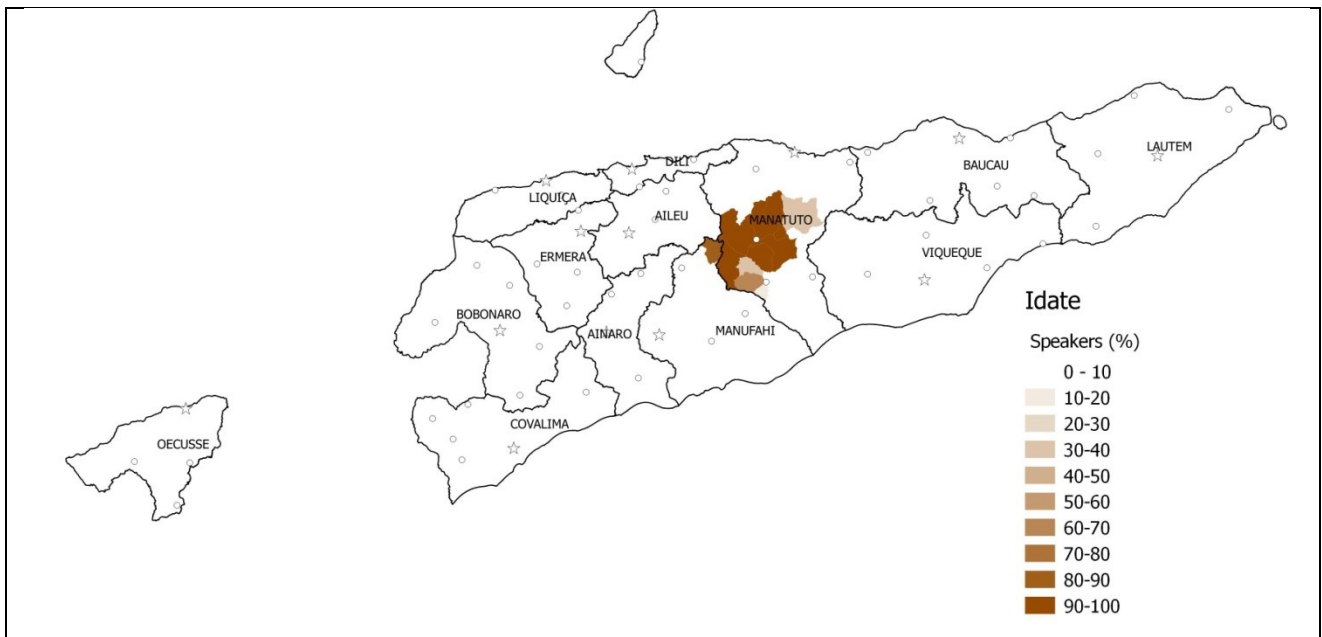 DILI
LIQUIÇA
AILEU
ERMERA
BOBONARO
AINARO
COVALIMA
OECUSSE
MANATUTO
MANUFAHI
BAUCAU
VIQUEQUE
LAUTEM
Idate
Speakers (%)
0 - 10
10-20
20-30
30-40
40-50
50-60
60-70
70-80
80-90
90-100